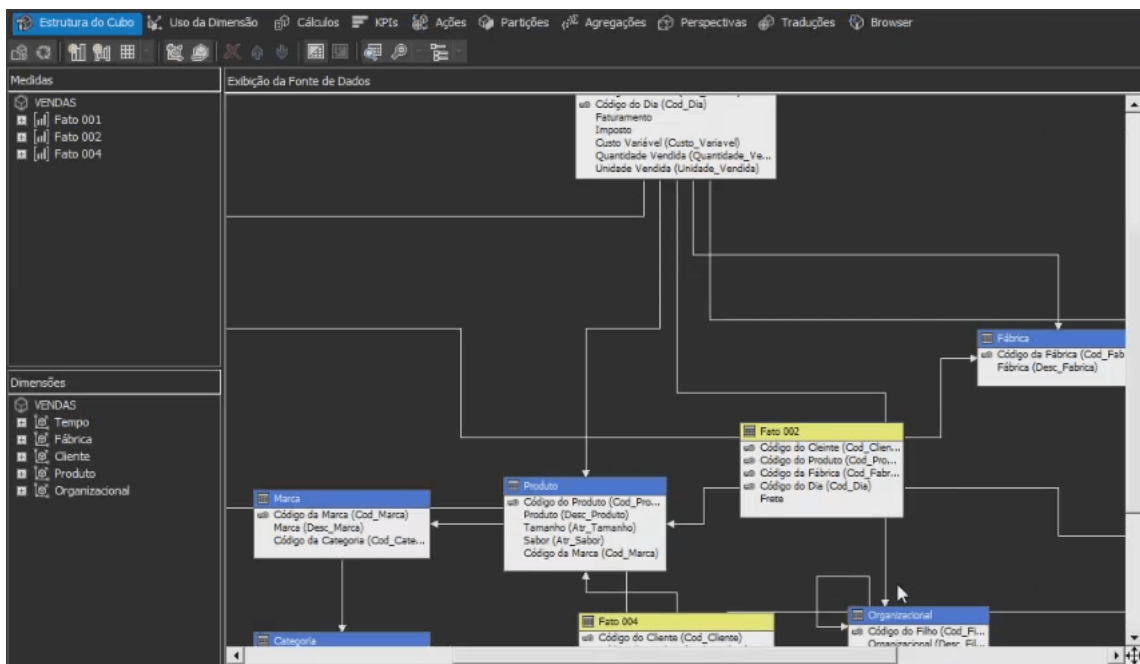 Estrutura do Cubo Uso da Dimensão Cálculos KPIs Ações Partições Agregações Perspectivas Traduções Browser
Medidas
VENDAS
Fato 001
Fato 002
Fato 004
Dimensões
VENDAS
Tempo
Fábrica
Cliente
Produto
Organizacional
Exibição da Fonte de Dados
Código do Dia (Cod_Dia)
Faturamento
Imposto
Custo Variável (Custo_Variavel)
Quantidade Vendida (Quantidade_Ve...
Unidade Vendida (Unidade_Vendida)
Fábrica
Código da Fábrica (Cod_Fab
Fábrica (Desc_Fabrica)
Fato 002
Código do Cleinte (Cod_Clien...
Código do Produto (Cod_Pro...
Código da Fábrica (Cod_Fabr...
Código do Dia (Cod_Dia)
Frete
Produto
Código do Produto (Cod_Pro...
Produto (Desc_Produto)
Tamanho (Atr_Tamanho)
Sabor (Atr_Sabor)
Código da Marca (Cod_Marca)
Marca
Código da Marca (Cod_Marca)
Marca (Desc_Marca)
Código da Categoria (Cod_Cate...
Fato 004
Código do Cliente (Cod_Cliente)
Organizacional
Código do Filho (Cod_Fi...
Organizacional (Desc_Fil...
Categoria